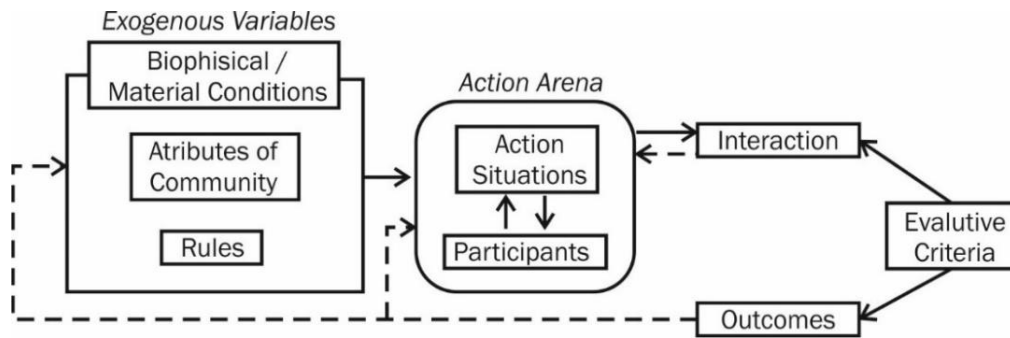 Exogenous Variables
Biophisical /
Material Conditions
Atributes of
Community
Rules
Action Arena
Action
Situations
Participants
Interaction
Evalutive
Criteria
Outcomes